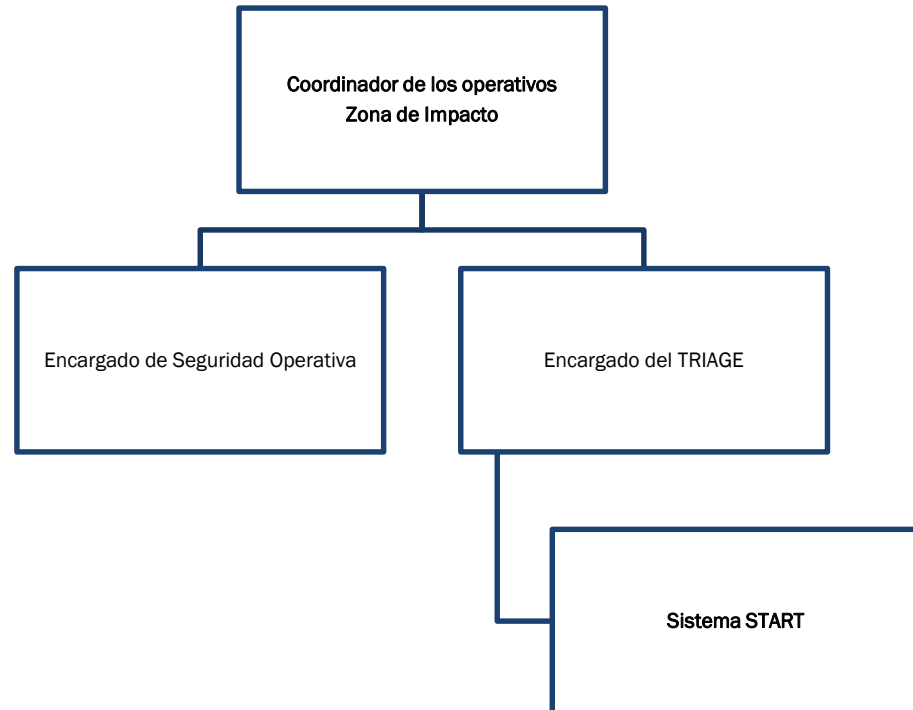 Coordinador de los operativos
Zona de Impacto
Encargado de Seguridad Operativa
Encargado del TRIAGE
Sistema START